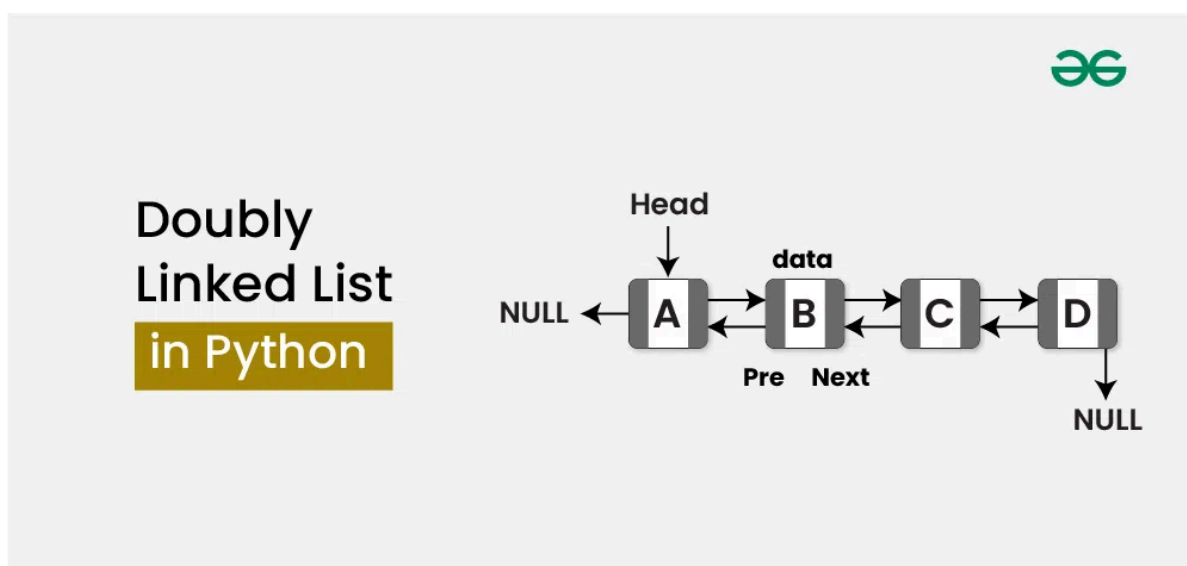 Doubly
Linked List
in Python
Head
data
NULL
A
B
C
D
Pre
Next
NULL